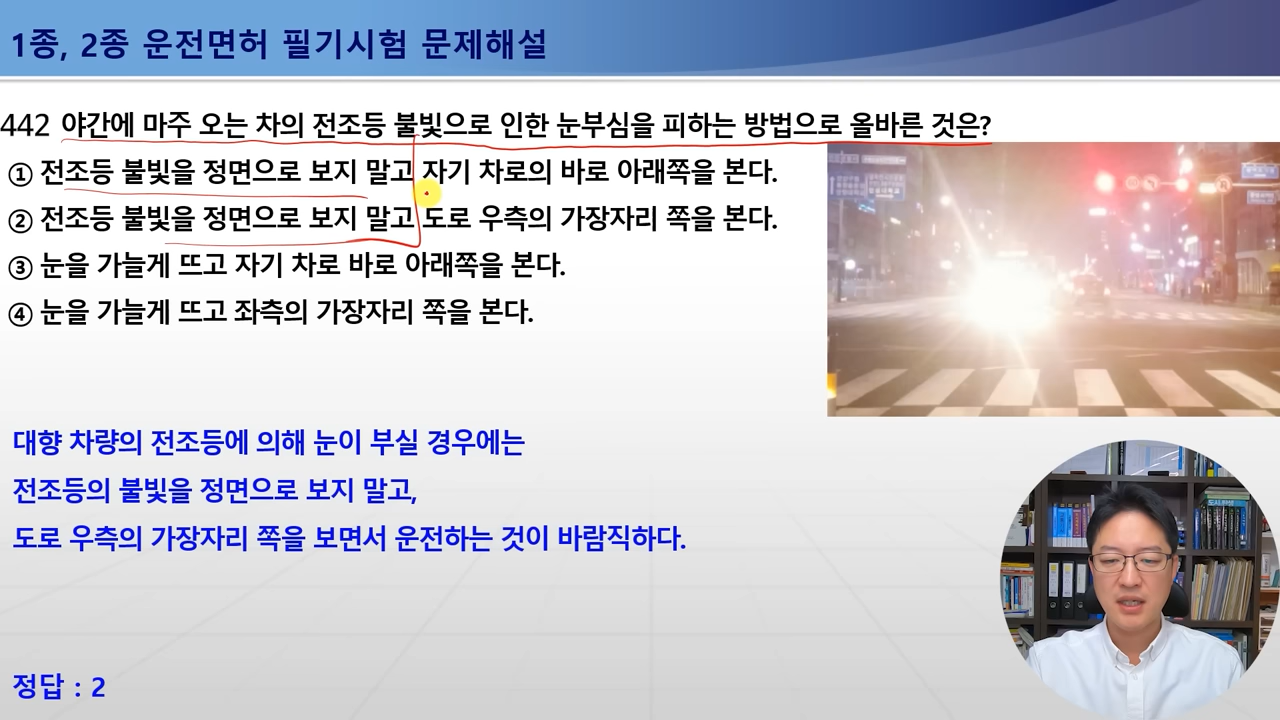 1종, 2종 운전면허 필기시험 문제해설
442 야간에 마주 오는 차의 전조등 불빛으로 인한 눈부심을 피하는 방법으로 올바른 것은?
① 전조등 불빛을 정면으로 보지 말고 자기 차로의 바로 아래쪽을 본다.
② 전조등 불빛을 정면으로 보지 말고 도로 우측의 가장자리 쪽을 본다.
③ 눈을 가늘게 뜨고 자기 차로 바로 아래쪽을 본다.
④ 눈을 가늘게 뜨고 좌측의 가장자리 쪽을 본다.
대향 차량의 전조등에 의해 눈이 부실 경우에는
전조등의 불빛을 정면으로 보지 말고,
도로 우측의 가장자리 쪽을 보면서 운전하는 것이 바람직하다.
정답 : 2